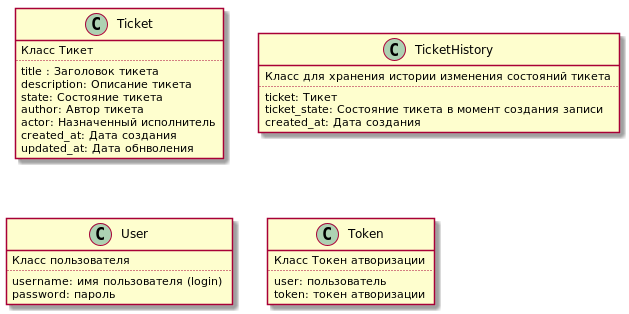 C Ticket
Класс Тикет
title : Заголовок тикета
description: Описание тикета
state: Состояние тикета
author: Автор тикета
actor: Назначенный исполнитель
created_at: Дата создания
updated_at: Дата обнволения
C TicketHistory
Класс для хранения истории изменения состояний тикета
ticket: Тикет
ticket_state: Состояние тикета в момент создания записи
created_at: Дата создания
C User
Класс пользователя
username: имя пользователя (login)
password: пароль
C Token
Класс Токен атворизации
user: пользователь
token: токен атворизации